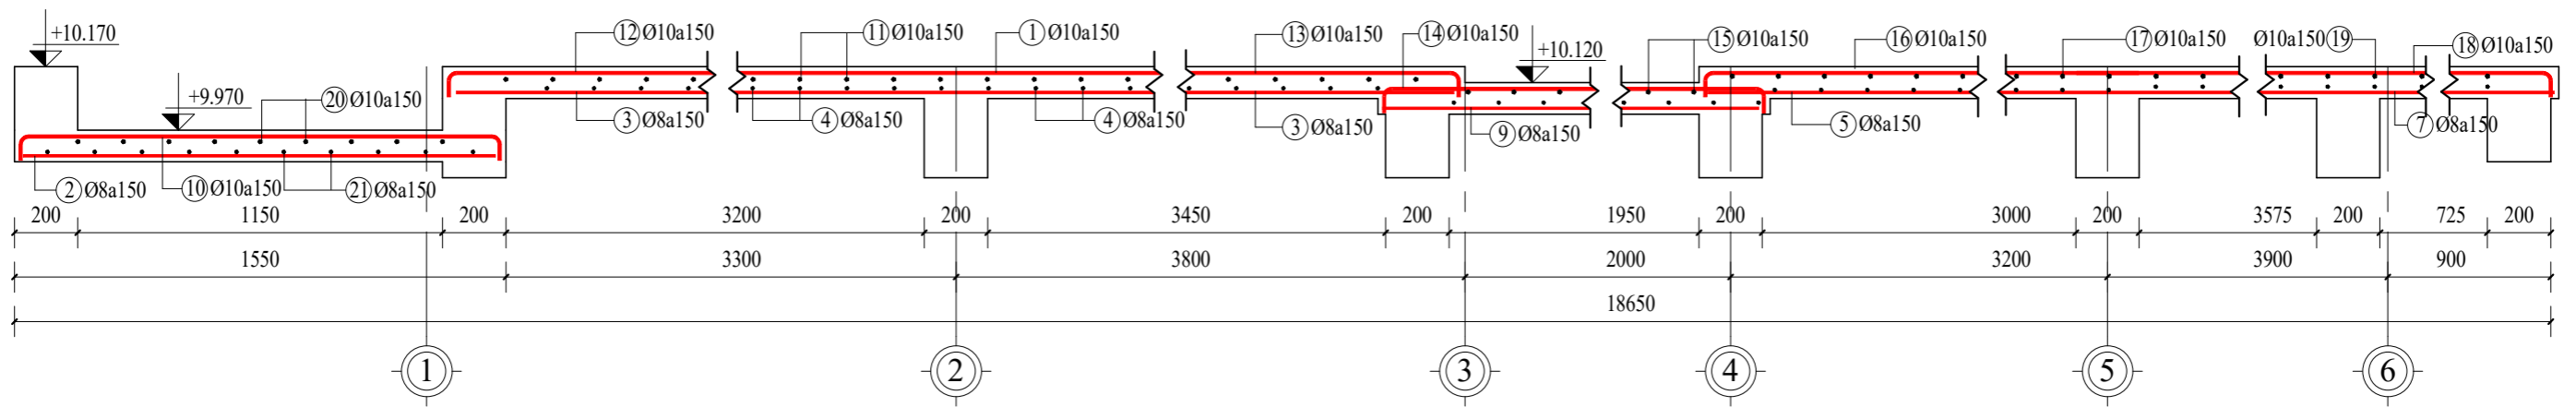 +10.170
⑫Ø10a150
⑪Ø10a150
①Ø10a150
⑬Ø10a150
⑭Ø10a150
+10.120
⑮Ø10a150
⑯Ø10a150
⑰Ø10a150
Ø10a150⑲
⑱Ø10a150
+9.970
⑳Ø10a150
③Ø8a150
④Ø8a150
④Ø8a150
③Ø8a150
⑨Ø8a150
⑤Ø8a150
⑦Ø8a150
②Ø8a150
⑩Ø10a150
㉑Ø8a150
200 1150 200 3200 200 3450 200 1950 200 3000 200 3575 200 725 200
1550 3300 3800 2000 3200 3900 900
18650
1 2 3 4 5 6